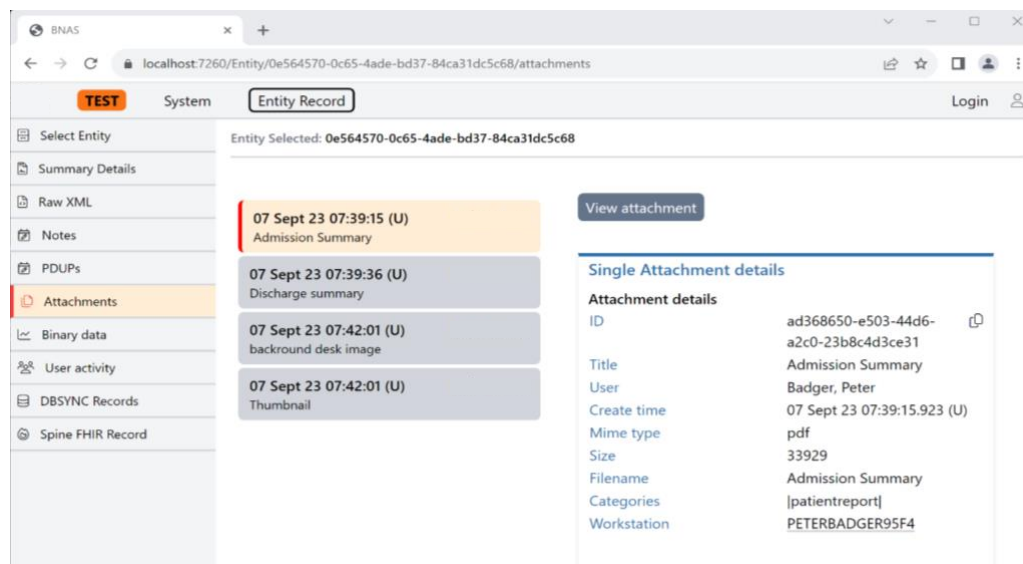 BNAS
localhost:7260/Entity/0e564570-0c65-4ade-bd37-84ca31dc5c68/attachments
TEST System Entity Record Login
Select Entity
Summary Details
Raw XML
Notes
PDUPs
Attachments
Binary data
User activity
DBSYNC Records
Spine FHIR Record
Entity Selected: 0e564570-0c65-4ade-bd37-84ca31dc5c68
07 Sept 23 07:39:15 (U)
Admission Summary
07 Sept 23 07:39:36 (U)
Discharge summary
07 Sept 23 07:42:01 (U)
backround desk image
07 Sept 23 07:42:01 (U)
Thumbnail
View attachment
Single Attachment details
Attachment details
ID ad368650-e503-44d6-
a2c0-23b8c4d3ce31
Title Admission Summary
User Badger, Peter
Create time 07 Sept 23 07:39:15.923 (U)
Mime type pdf
Size 33929
Filename Admission Summary
Categories |patientreport|
Workstation PETERBADGER95F4